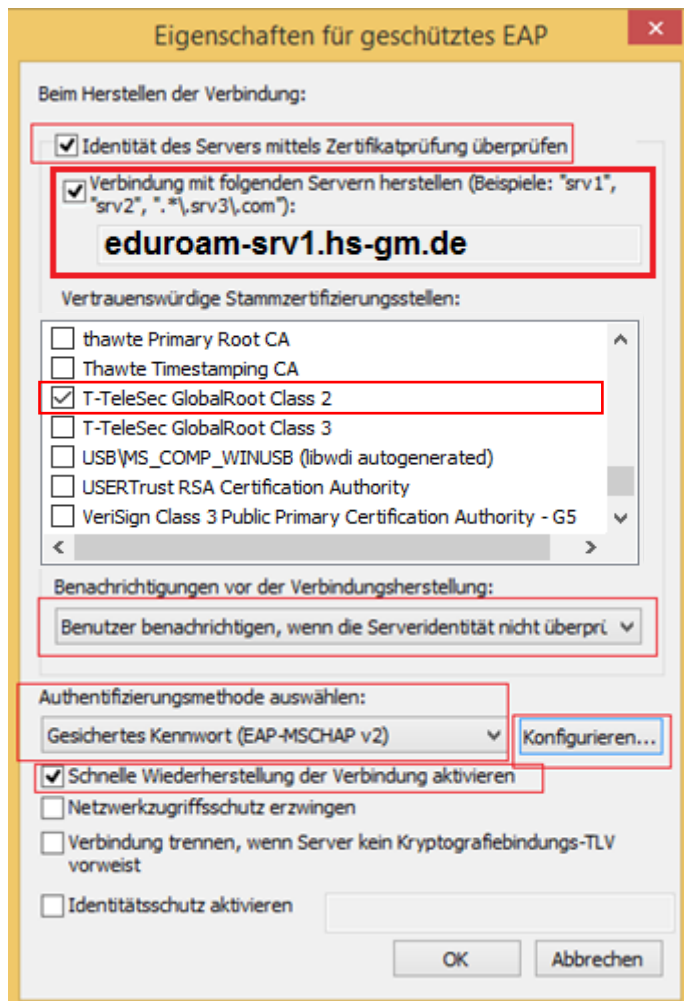 Eigenschaften für geschütztes EAP
Beim Herstellen der Verbindung:
Identität des Servers mittels Zertifikatprüfung überprüfen
Verbindung mit folgenden Servern herstellen (Beispiele: "srv1",
"srv2", ".*\.srv3\.com"):
eduroam-srv1.hs-gm.de
Vertrauenswürdige Stammzertifizierungsstellen:
thawte Primary Root CA
Thawte Timestamping CA
T-TeleSec GlobalRoot Class 2
T-TeleSec GlobalRoot Class 3
USB\MS_COMP_WINUSB (libwdi autogenerated)
USERTrust RSA Certification Authority
VeriSign Class 3 Public Primary Certification Authority - G5
Benachrichtigungen vor der Verbindungsherstellung:
Benutzer benachrichtigen, wenn die Serveridentität nicht
Authentifizierungsmethode auswählen:
Gesichertes Kennwort (EAP-MSCHAP v2)
Konfigurieren...
Schnelle Wiederherstellung der Verbindung aktivieren
Netzwerkzugriffsschutz erzwingen
Verbindung trennen, wenn Server kein Kryptografiebindungs-TLV
vorweist
Identitätsschutz aktivieren
OK
Abbrechen